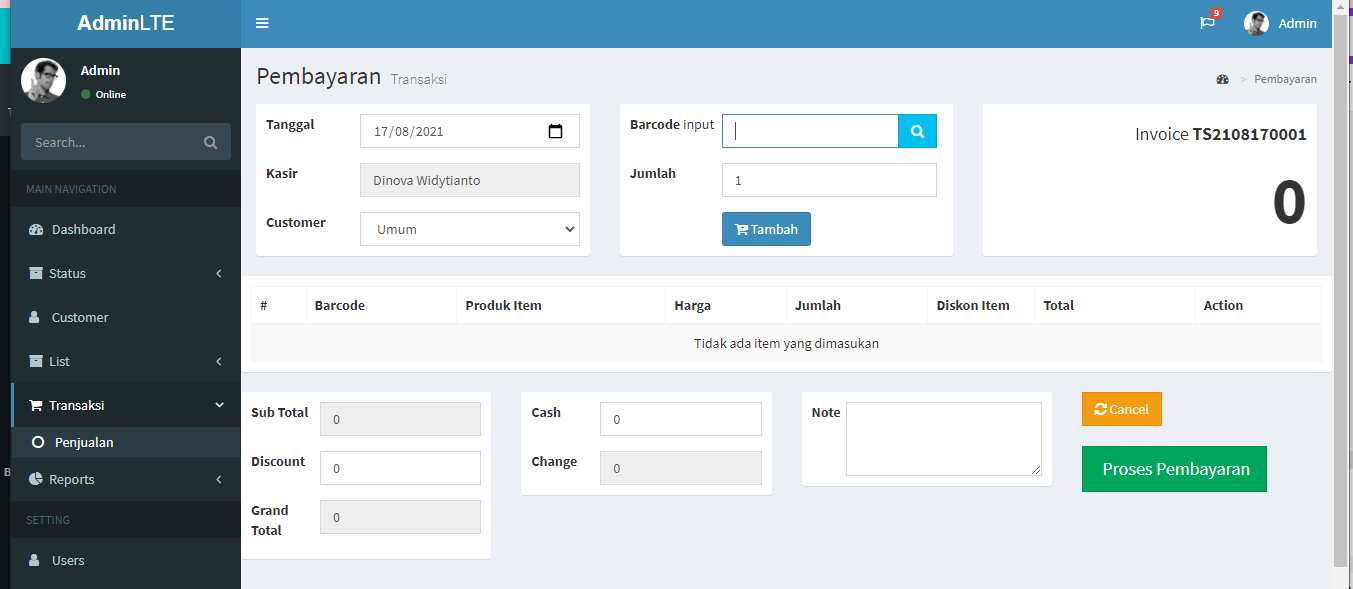 AdminLTE
9
Admin
Admin
Online
Search...
MAIN NAVIGATION
Dashboard
Status
Customer
List
Transaksi
Penjualan
Reports
SETTING
Users
Pembayaran Transaksi
> Pembayaran
Tanggal 17/08/2021
Kasir Dinova Widytianto
Customer Umum
Barcode input
Jumlah 1
Tambah
Invoice TS2108170001
0
# Barcode Produk Item Harga Jumlah Diskon Item Total Action
Tidak ada item yang dimasukan
Sub Total 0
Discount 0
Grand
Total 0
Cash 0
Change 0
Note
Cancel
Proses Pembayaran